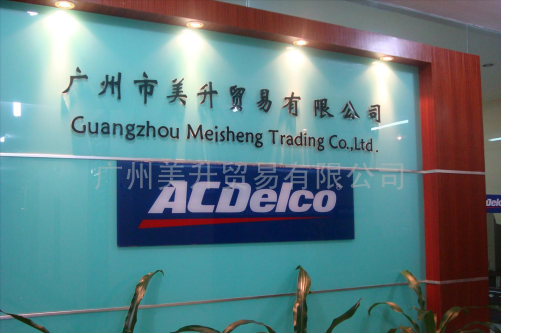 广州市美升贸易有限公司
Guangzhou Meisheng Trading Co.,Ltd.
广州美升贸易有限公司
ACDelco
Delco